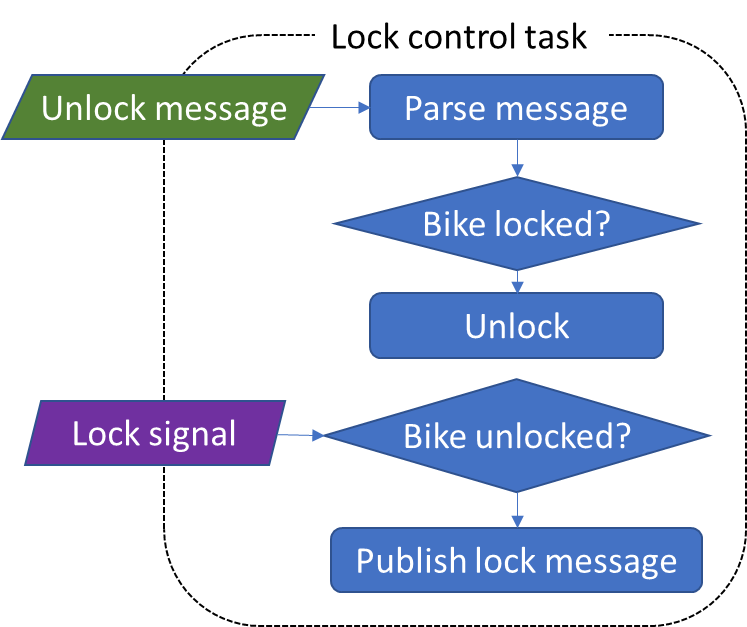 Lock control task
Unlock message
Parse message
Bike locked?
Unlock
Lock signal
Bike unlocked?
Publish lock message